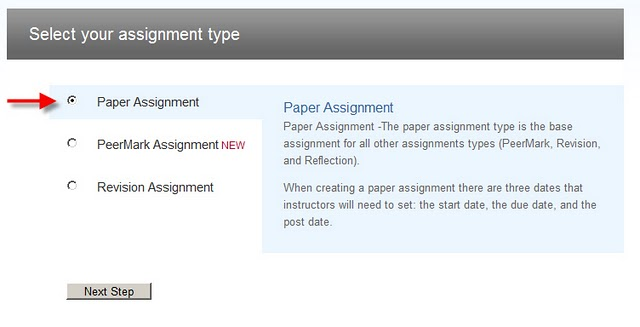 Select your assignment type
Paper Assignment
PeerMark Assignment NEW
Revision Assignment
Paper Assignment
Paper Assignment -The paper assignment type is the base
assignment for all other assignments types (PeerMark, Revision,
and Reflection).
When creating a paper assignment there are three dates that
instructors will need to set: the start date, the due date, and the
post date.
Next Step